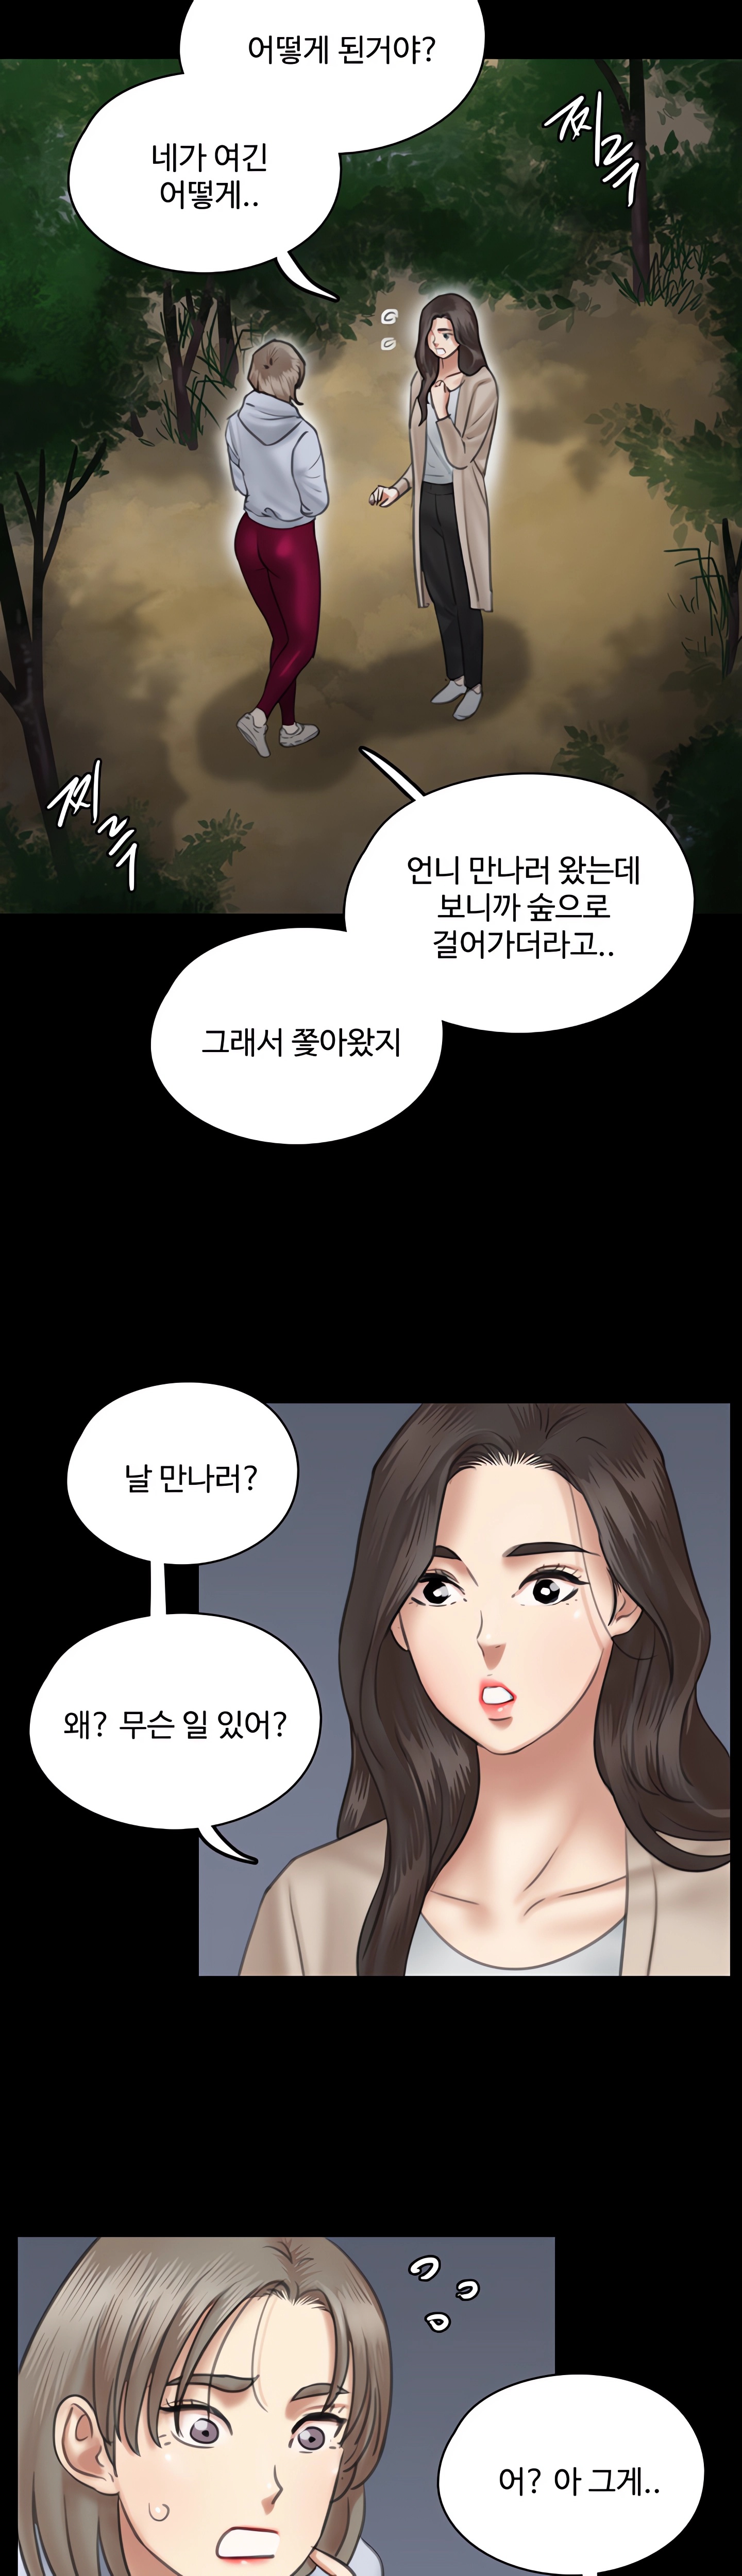 어떻게 된거야?
네가 여긴
어떻게..
찌르륵
찌르륵
언니 만나러 왔는데
보니까 숲으로
걸어가더라고..
그래서 쫓아왔지
날 만나러?
왜? 무슨 일 있어?
어? 아 그게..